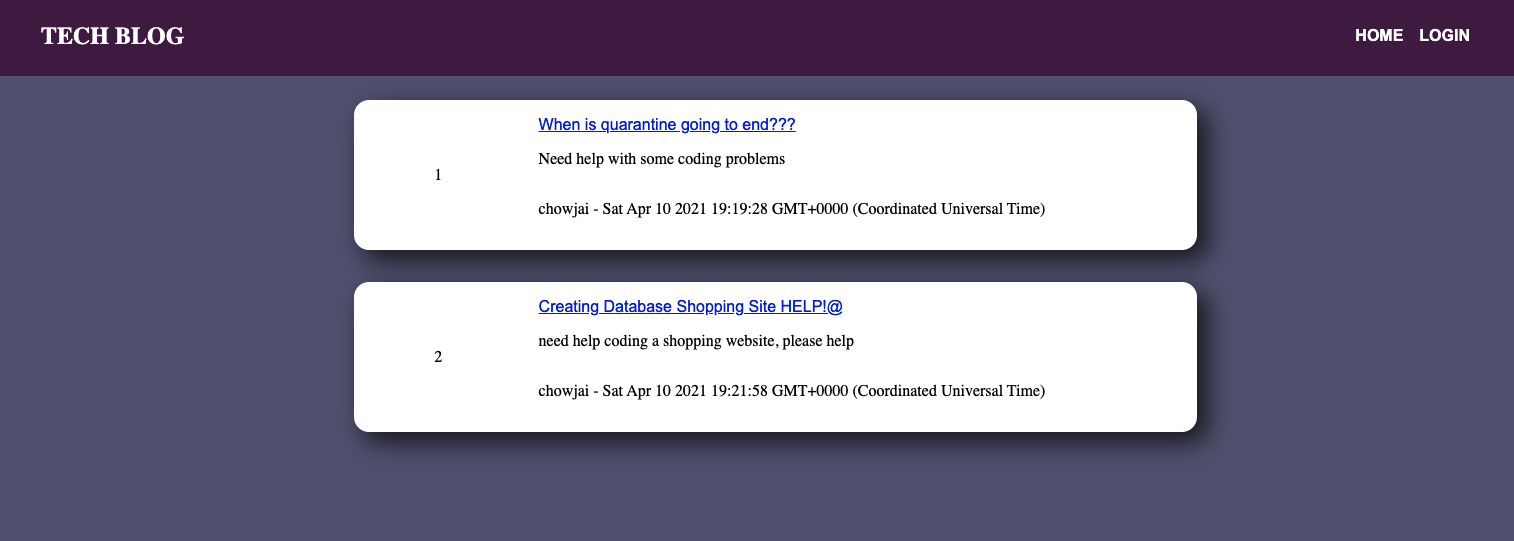 TECH BLOG
HOME LOGIN
When is quarantine going to end???
Need help with some coding problems
1
chowjai - Sat Apr 10 2021 19:19:28 GMT+0000 (Coordinated Universal Time)
Creating Database Shopping Site HELP!@
need help coding a shopping website, please help
2
chowjai - Sat Apr 10 2021 19:21:58 GMT+0000 (Coordinated Universal Time)